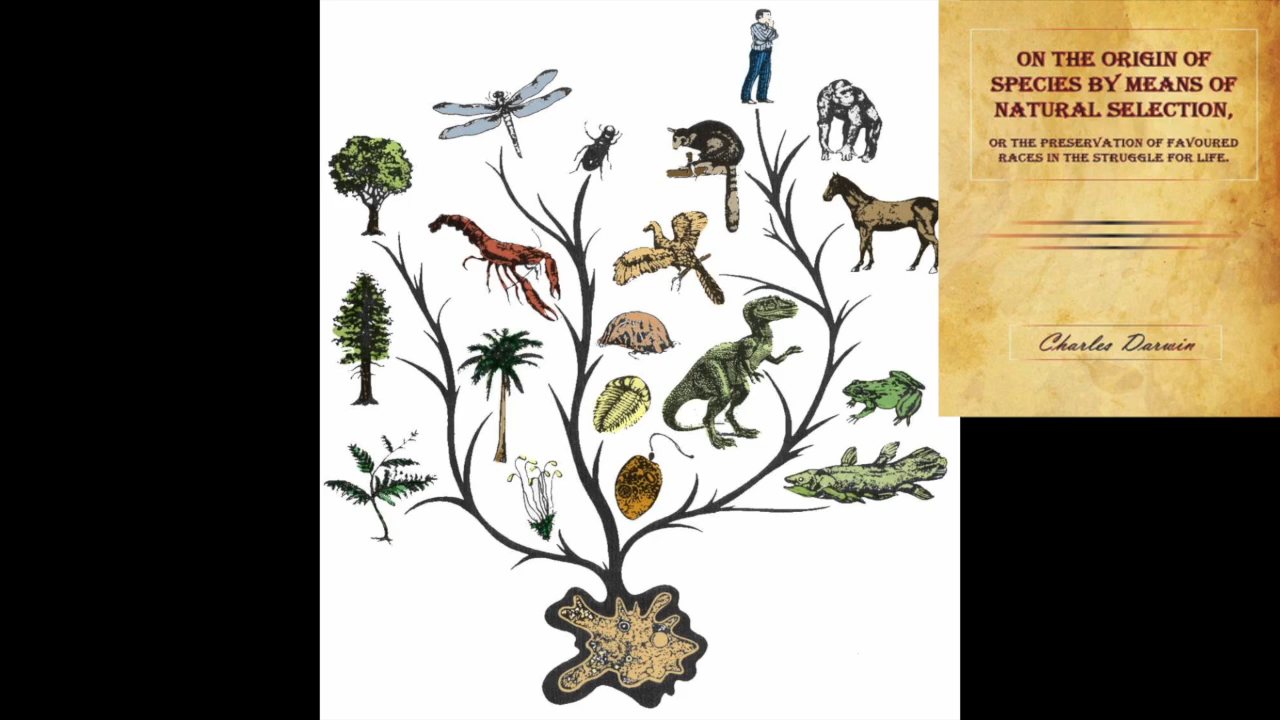 ON THE ORIGIN OF
SPECIES BY MEANS OF
NATURAL SELECTION,
OR THE PRESERVATION OF FAVOURED
RACES IN THE STRUGGLE FOR LIFE.
Charles Darwin